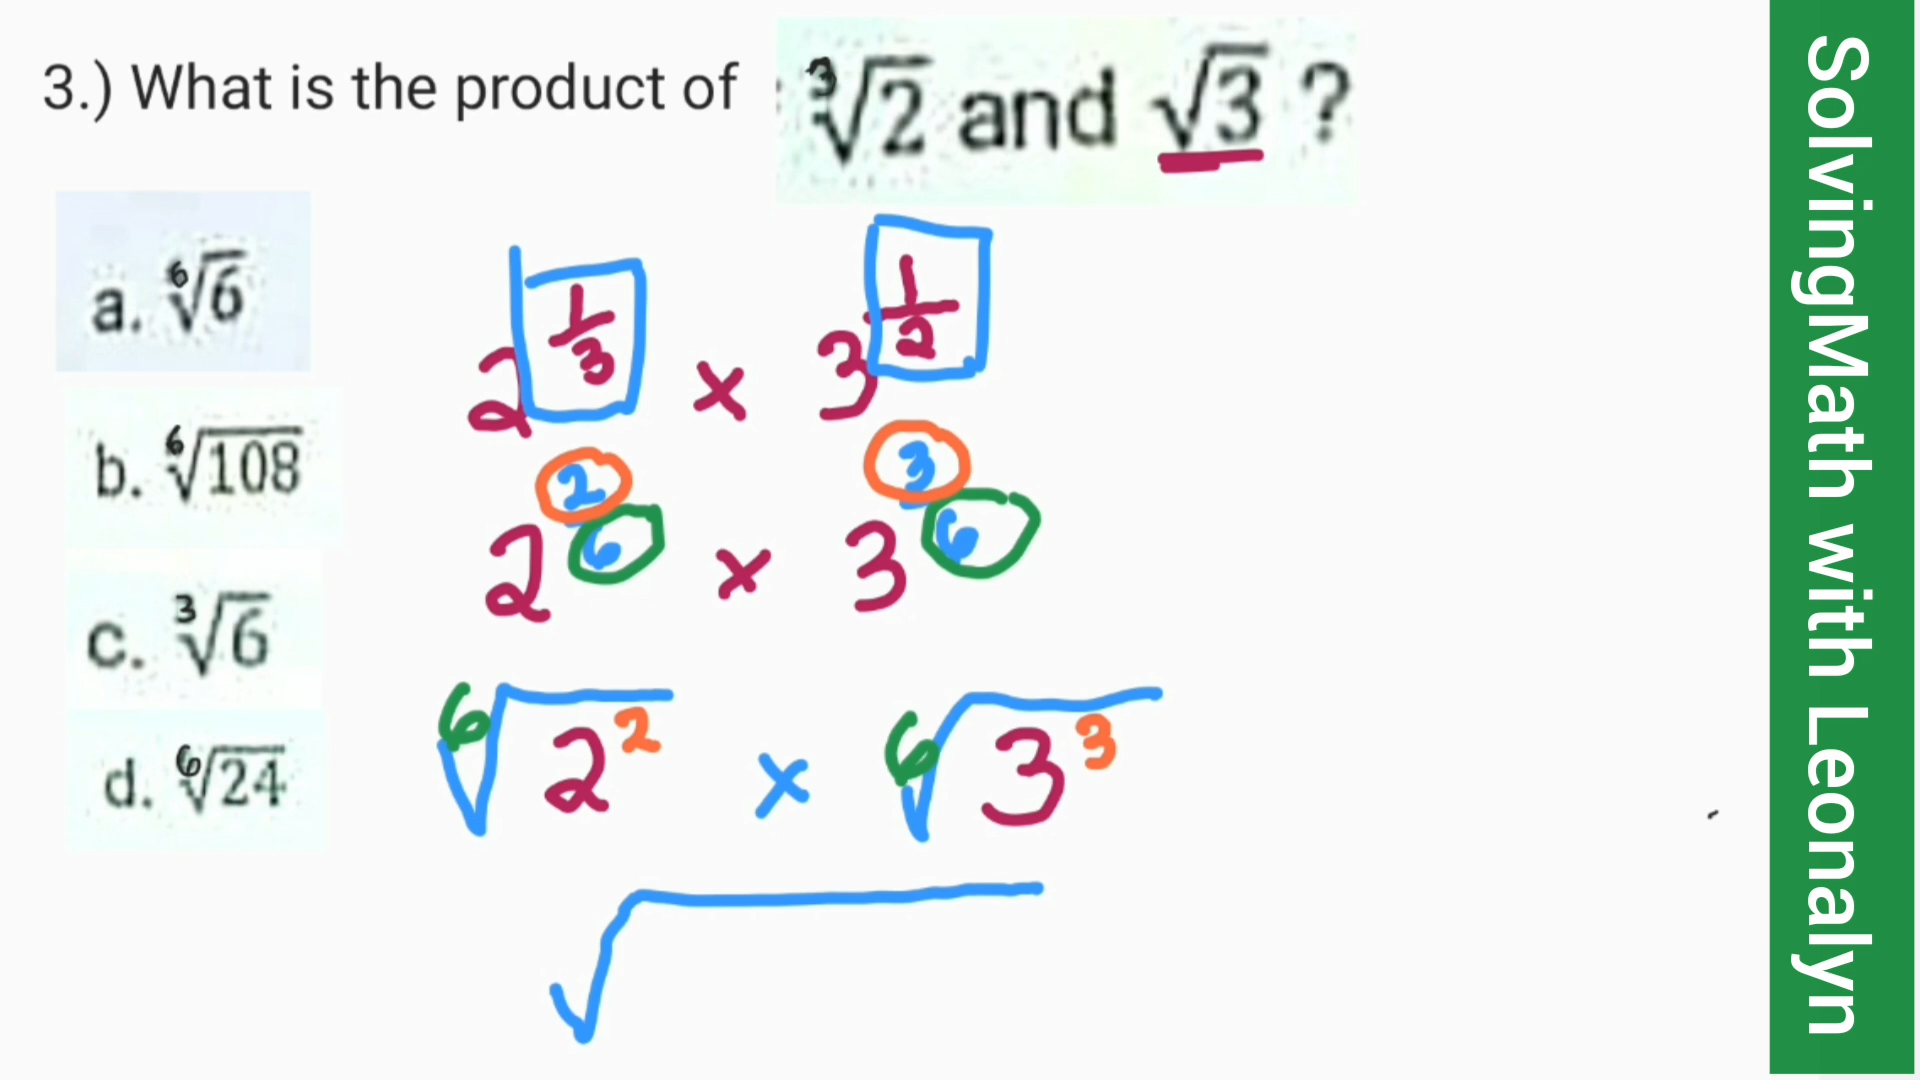 3.) What is the product of ∛2 and √3 ?
a. ⁶√6
b. ⁶√108
c. ³√6
d. ⁶√24
2^(1/3) × 3^(1/2)
2^(2/6) × 3^(3/6)
⁶√2² × ⁶√3³
√
SolvingMath with Leonalyn